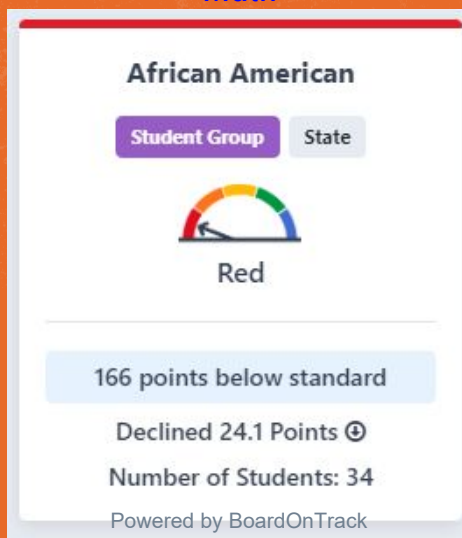 African American
Student Group State
Red
166 points below standard
Declined 24.1 Points
Number of Students: 34
Powered by BoardOnTrack